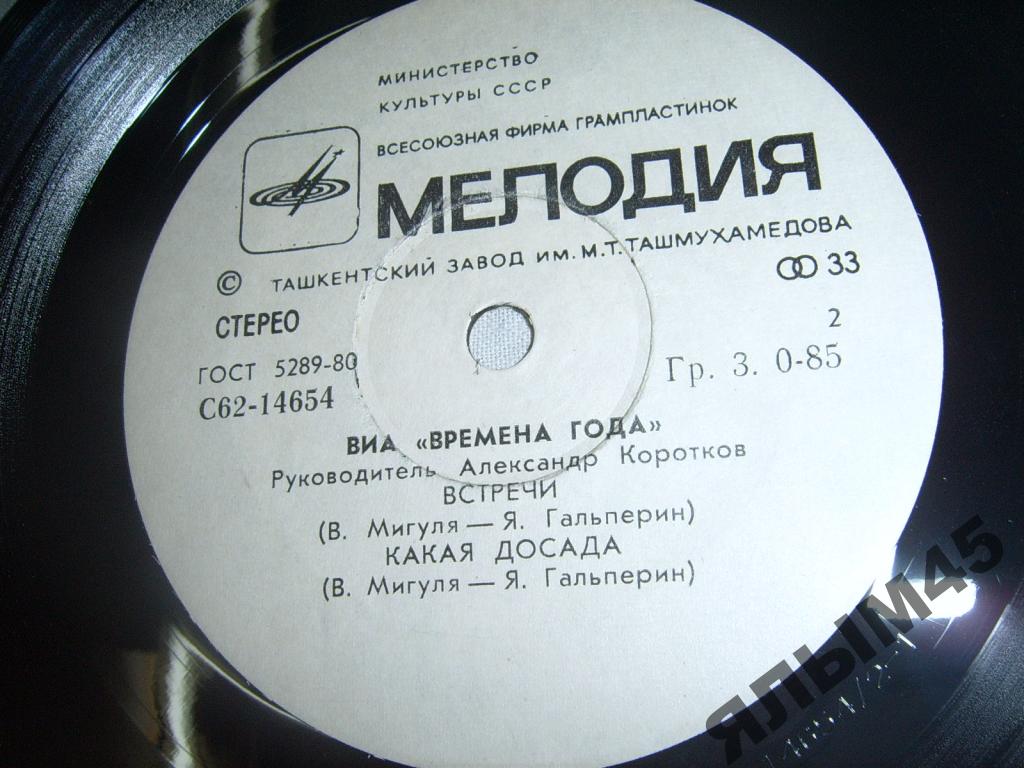 МИНИСТЕРСТВО
КУЛЬТУРЫ СССР
ВСЕСОЮЗНАЯ ФИРМА ГРАМПЛАСТИНОК
МЕЛОДИЯ
© ТАШКЕНТСКИЙ ЗАВОД ИМ. М.Т. ТАШМУХАМЕДОВА
33
СТЕРЕО
2
ГОСТ 5289-80
Гр. 3. 0-85
С62-14654
ВИА «ВРЕМЕНА ГОДА»
Руководитель Александр Коротков
ВСТРЕЧИ
(В. Мигуля — Я. Гальперин)
КАКАЯ ДОСАДА
(В. Мигуля — Я. Гальперин)
ЯЛЫМ45